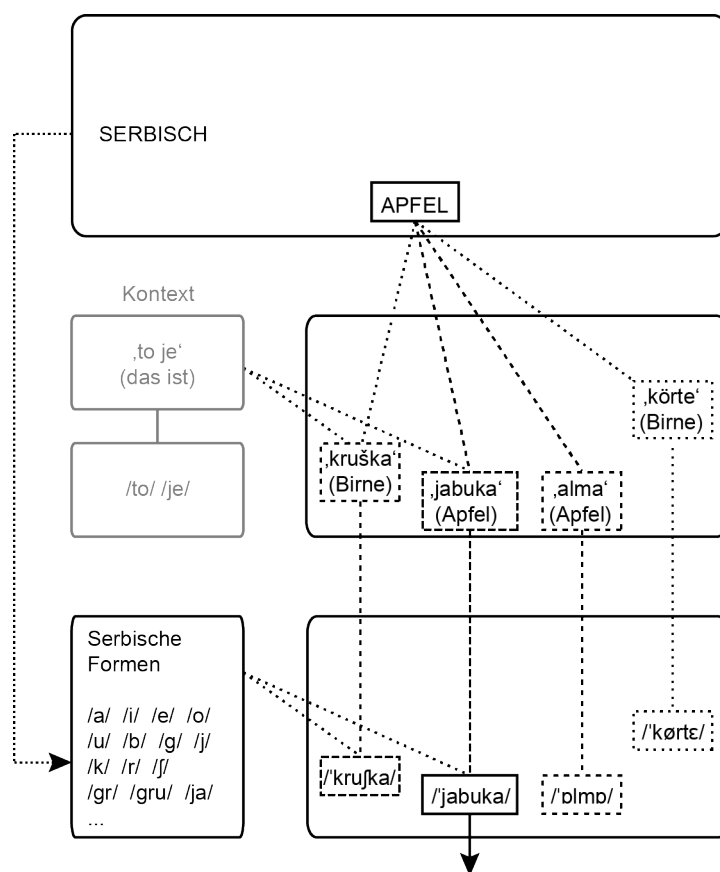 SERBISCH
APFEL
Kontext
‚to je‘
(das ist)
/to/ /je/
‚kruška‘
(Birne)
‚jabuka‘
(Apfel)
‚alma‘
(Apfel)
‚körte‘
(Birne)
Serbische
Formen
/a/ /i/ /e/ /o/
/u/ /b/ /g/ /j/
/k/ /r/ /ʃ/
/gr/ /gru/ /ja/
...
/ˈkruʃka/
/ˈjabuka/
/ˈɒlmɒ/
/ˈkørtɛ/